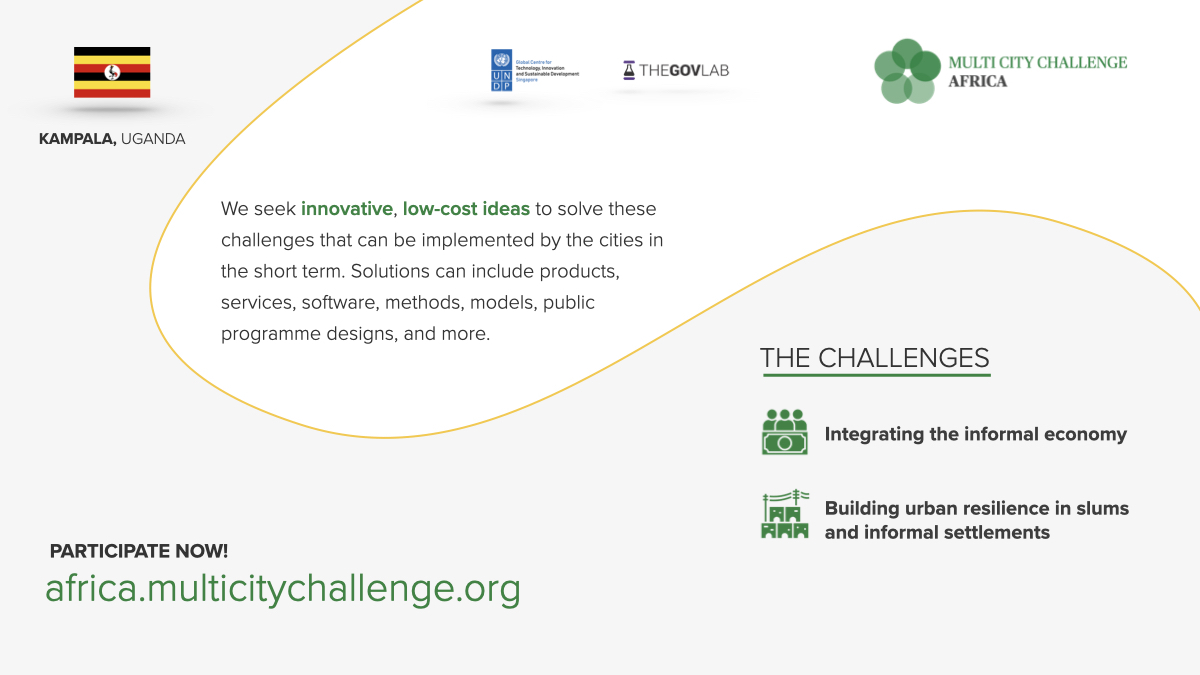 KAMPALA, UGANDA
UN
DP
Global Centre for
Technology, Innovation
and Sustainable Development
Singapore
THEGOVLAB
MULTI CITY CHALLENGE
AFRICA
We seek innovative, low-cost ideas to solve these
challenges that can be implemented by the cities in
the short term. Solutions can include products,
services, software, methods, models, public
programme designs, and more.
THE CHALLENGES
Integrating the informal economy
Building urban resilience in slums
and informal settlements
PARTICIPATE NOW!
africa.multicitychallenge.org